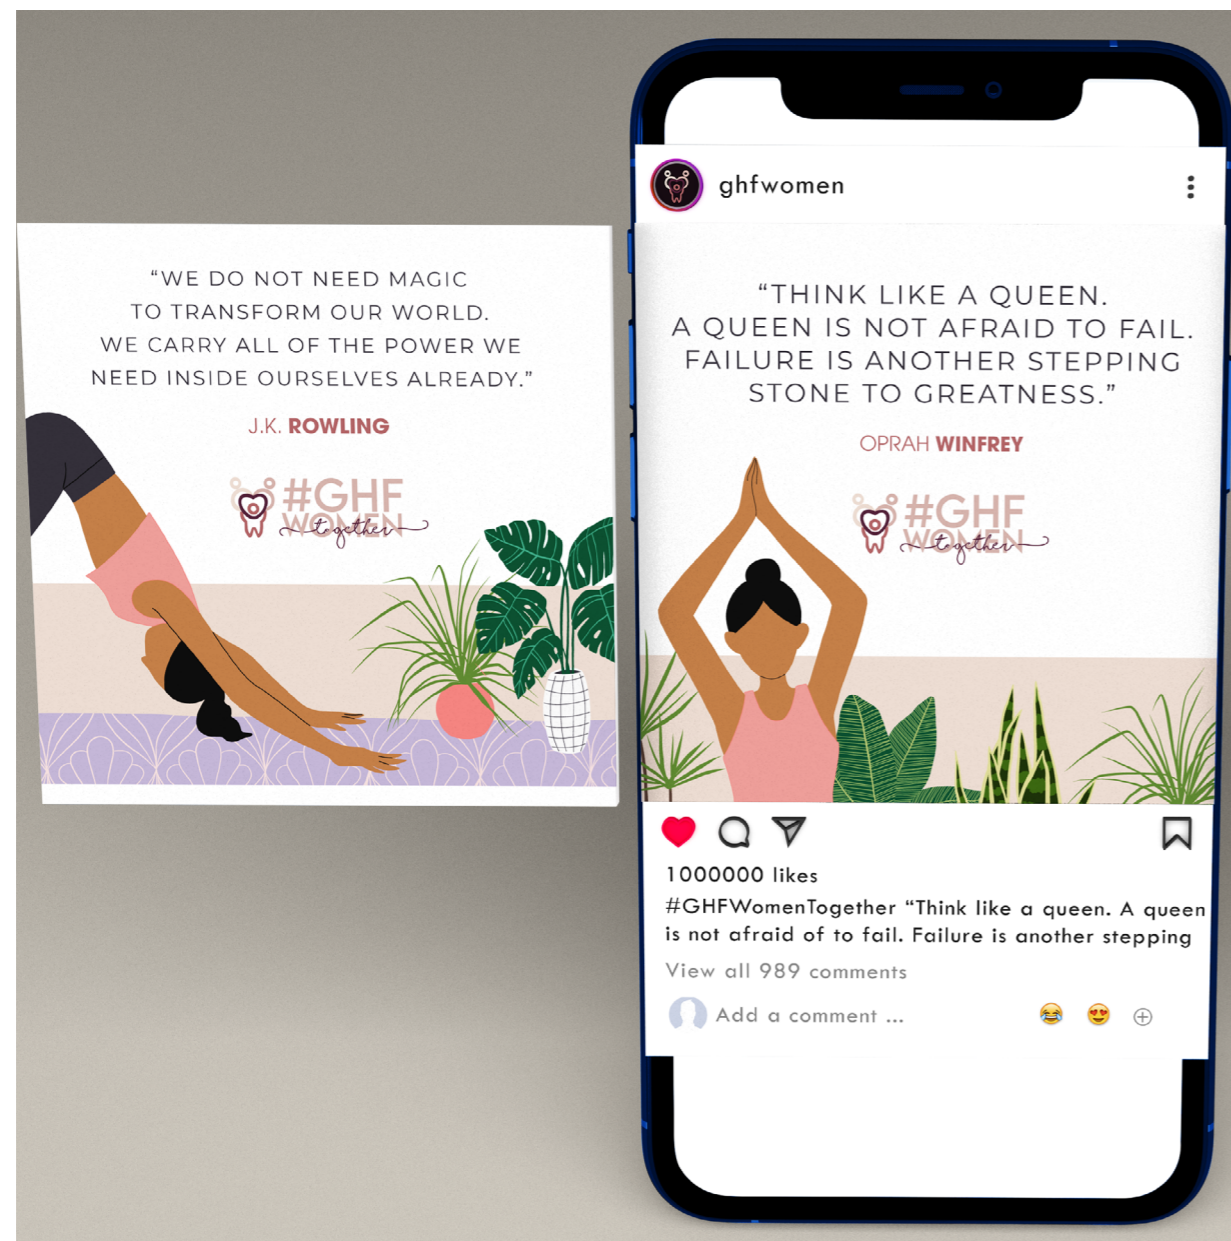 “WE DO NOT NEED MAGIC
TO TRANSFORM OUR WORLD.
WE CARRY ALL OF THE POWER WE
NEED INSIDE OURSELVES ALREADY.”
J.K. ROWLING
#GHF
WOMEN
together
ghfwomen
“THINK LIKE A QUEEN.
A QUEEN IS NOT AFRAID TO FAIL.
FAILURE IS ANOTHER STEPPING
STONE TO GREATNESS.”
OPRAH WINFREY
#GHF
WOMEN
together
1000000 likes
#GHFWomenTogether “Think like a queen. A queen
is not afraid of to fail. Failure is another stepping
View all 989 comments
Add a comment ...